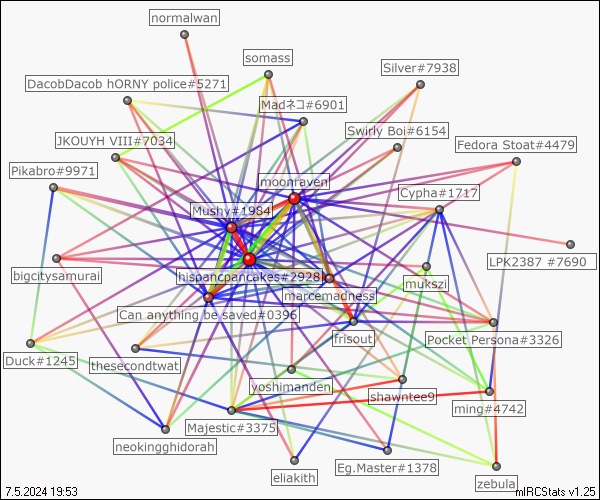 normalwan
somass
Silver#7938
DacobDacob hORNY police#5271
Madネコ#6901
Swirly Boi#6154
JKOUYH VIII#7034
Fedora Stoat#4479
Pikabro#9971
moonraven
Cypha#1717
Mushy#1984
LPK2387 #7690
bigcitysamurai
hispancpancakes#2928
mukszi
marcemadness
Can anything be saved#0396
frisout
Pocket Persona#3326
Duck#1245
thesecondtwat
yoshimanden
shawntee9
ming#4742
Majestic#3375
neokingghidorah
Eg.Master#1378
eliakith
zebula
7.5.2024 19:53
mIRCStats v1.25